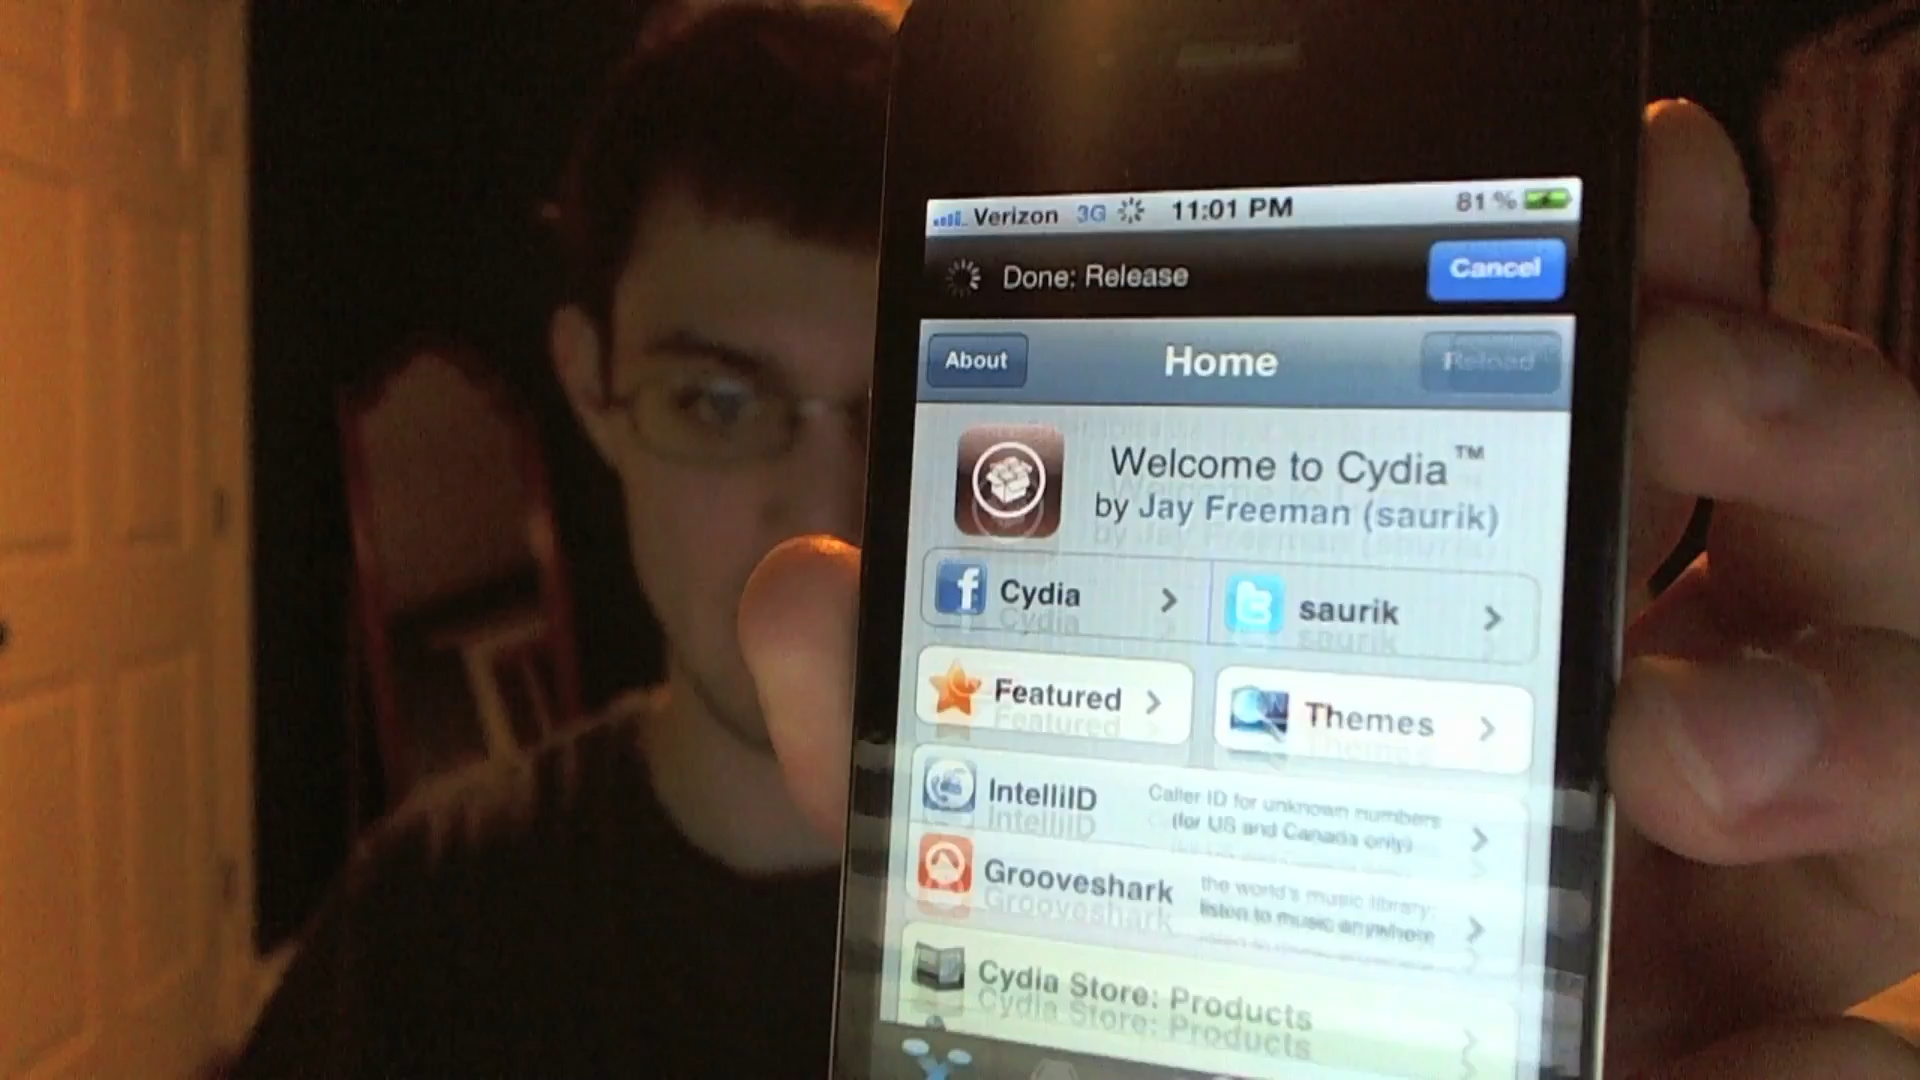 Verizon 3G 11:01 PM 81%
Done: Release Cancel
About Home Reload
Welcome to Cydia™
by Jay Freeman (saurik)
Cydia saurik
Featured Themes
IntelliID Caller ID for unknown numbers
(for US and Canada only)
Grooveshark the world's music library:
listen to music anywhere
Cydia Store: Products